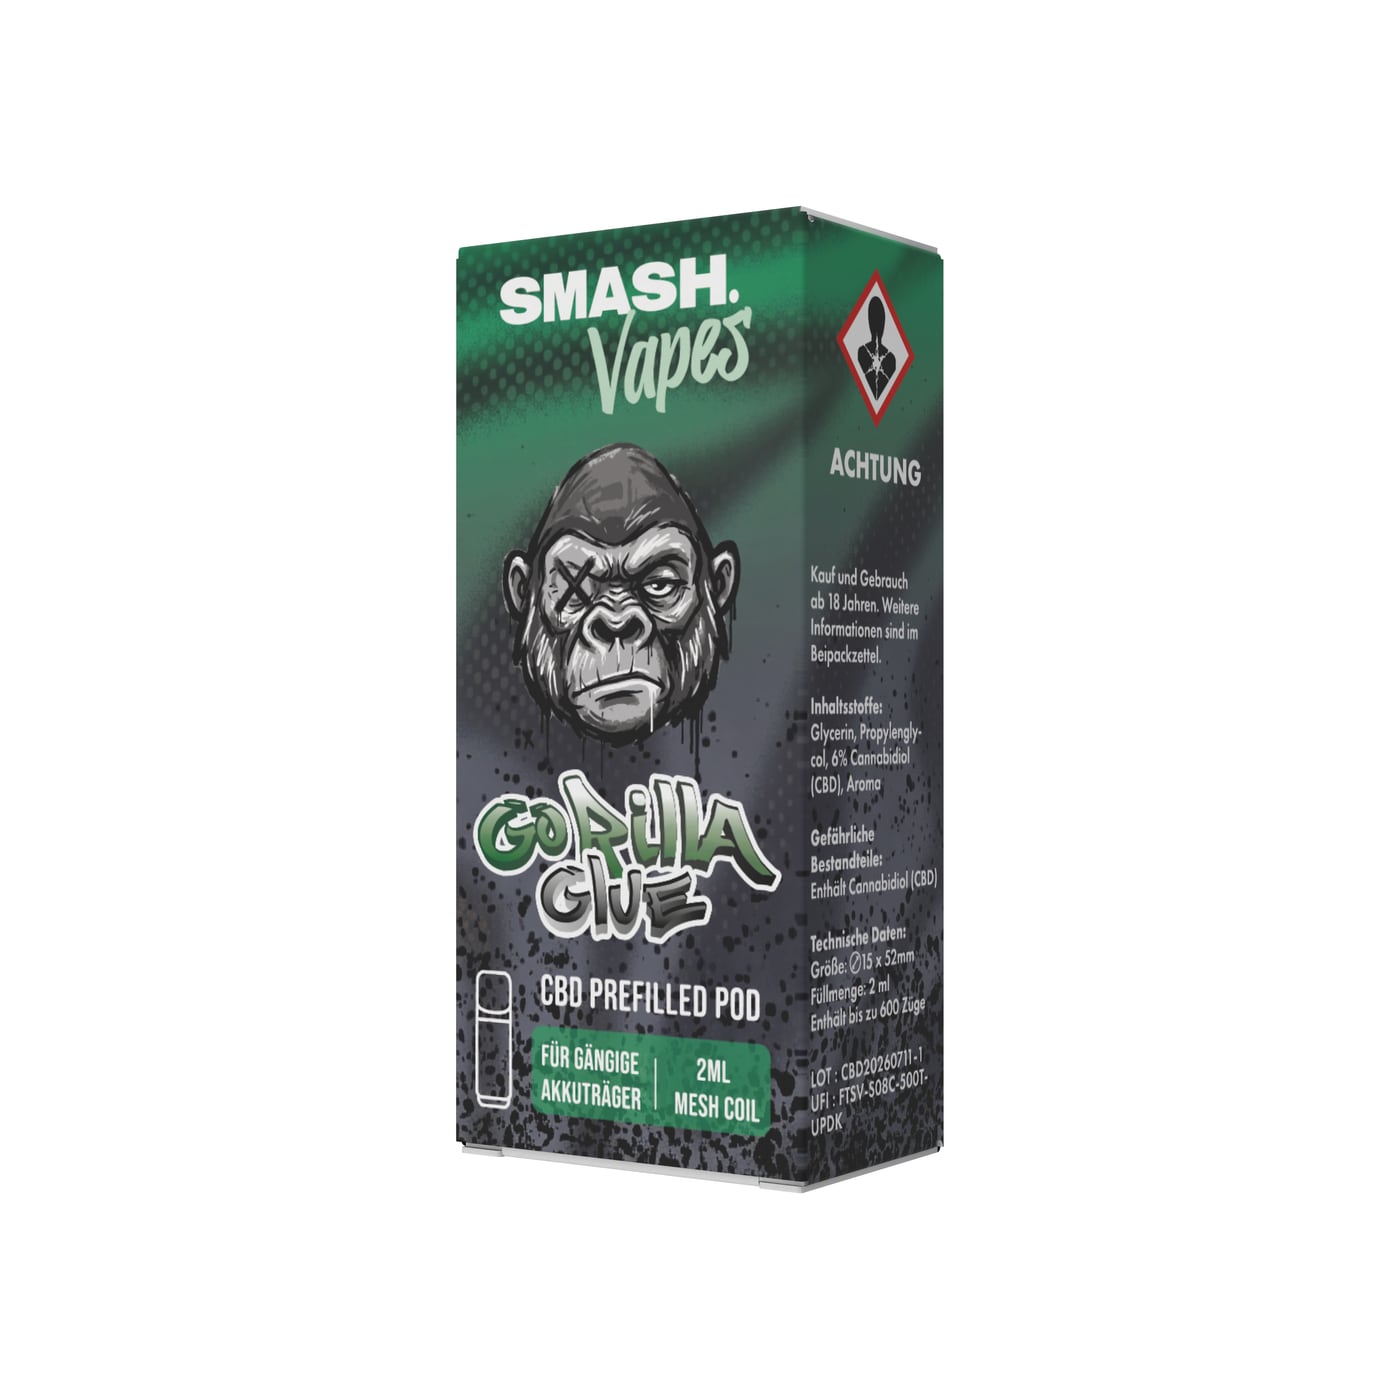 SMASH.
Vapes
GORILLA
GLUE
CBD PREFILLED POD
FÜR GÄNGIGE
AKKUTRÄGER
2ML
MESH COIL
ACHTUNG
Kauf und Gebrauch
ab 18 Jahren. Weitere
Informationen sind im
Beipackzettel.
Inhaltsstoffe:
Glycerin, Propylengly-
col, 6% Cannabidiol
(CBD), Aroma
Gefährliche
Bestandteile:
Enthält Cannabidiol (CBD)
Technische Daten:
Größe: ∅15 x 52mm
Füllmenge: 2 ml
Enthält bis zu 600 Züge
LOT : CBD20260711-1
UFI : FTSV-S08C-500T-
UPDK